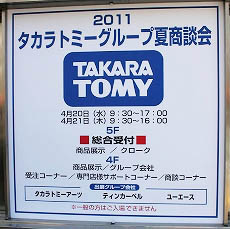 2011
タカラトミーグループ夏商談会
TAKARA
TOMY
4月20日(水) 9:30~17:00
4月21日(木) 9:30~16:00
5F
■総合受付■
商品展示 / クローク
4F
商品展示/グループ会社
受注コーナー/専門店様サポートコーナー/商談コーナー
出展グループ会社
タカラトミーアーツ ティンカーベル ユーエース
※一般の方はご入場できません